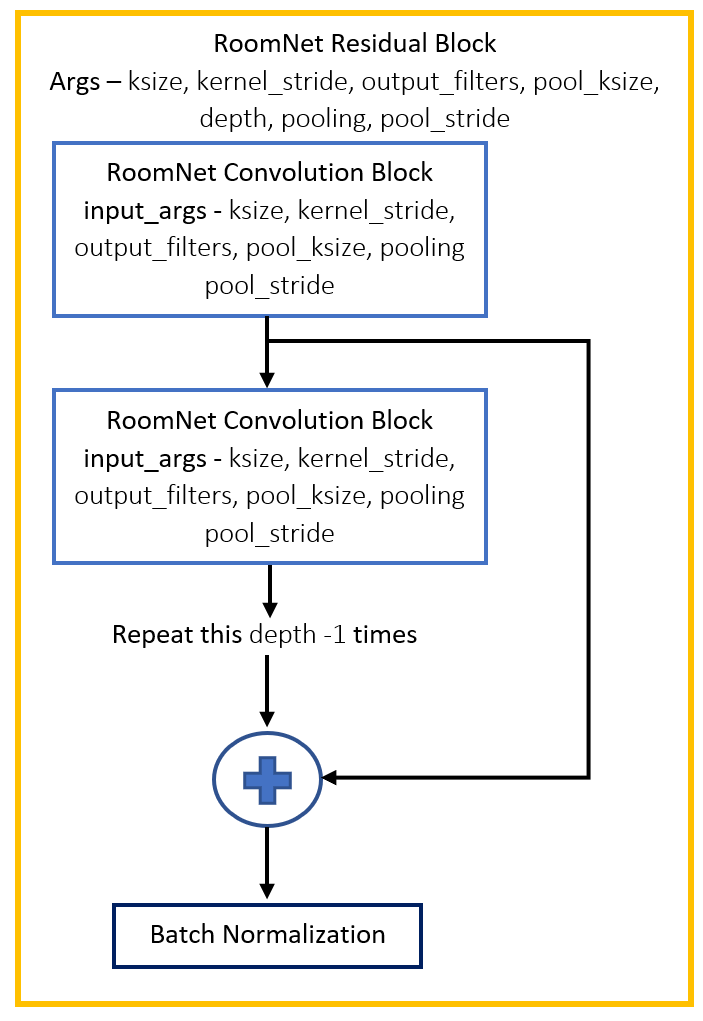 RoomNet Residual Block
Args – ksize, kernel_stride, output_filters, pool_ksize,
depth, pooling, pool_stride
RoomNet Convolution Block
input_args - ksize, kernel_stride,
output_filters, pool_ksize, pooling
pool_stride
RoomNet Convolution Block
input_args - ksize, kernel_stride,
output_filters, pool_ksize, pooling
pool_stride
Repeat this depth -1 times
Batch Normalization